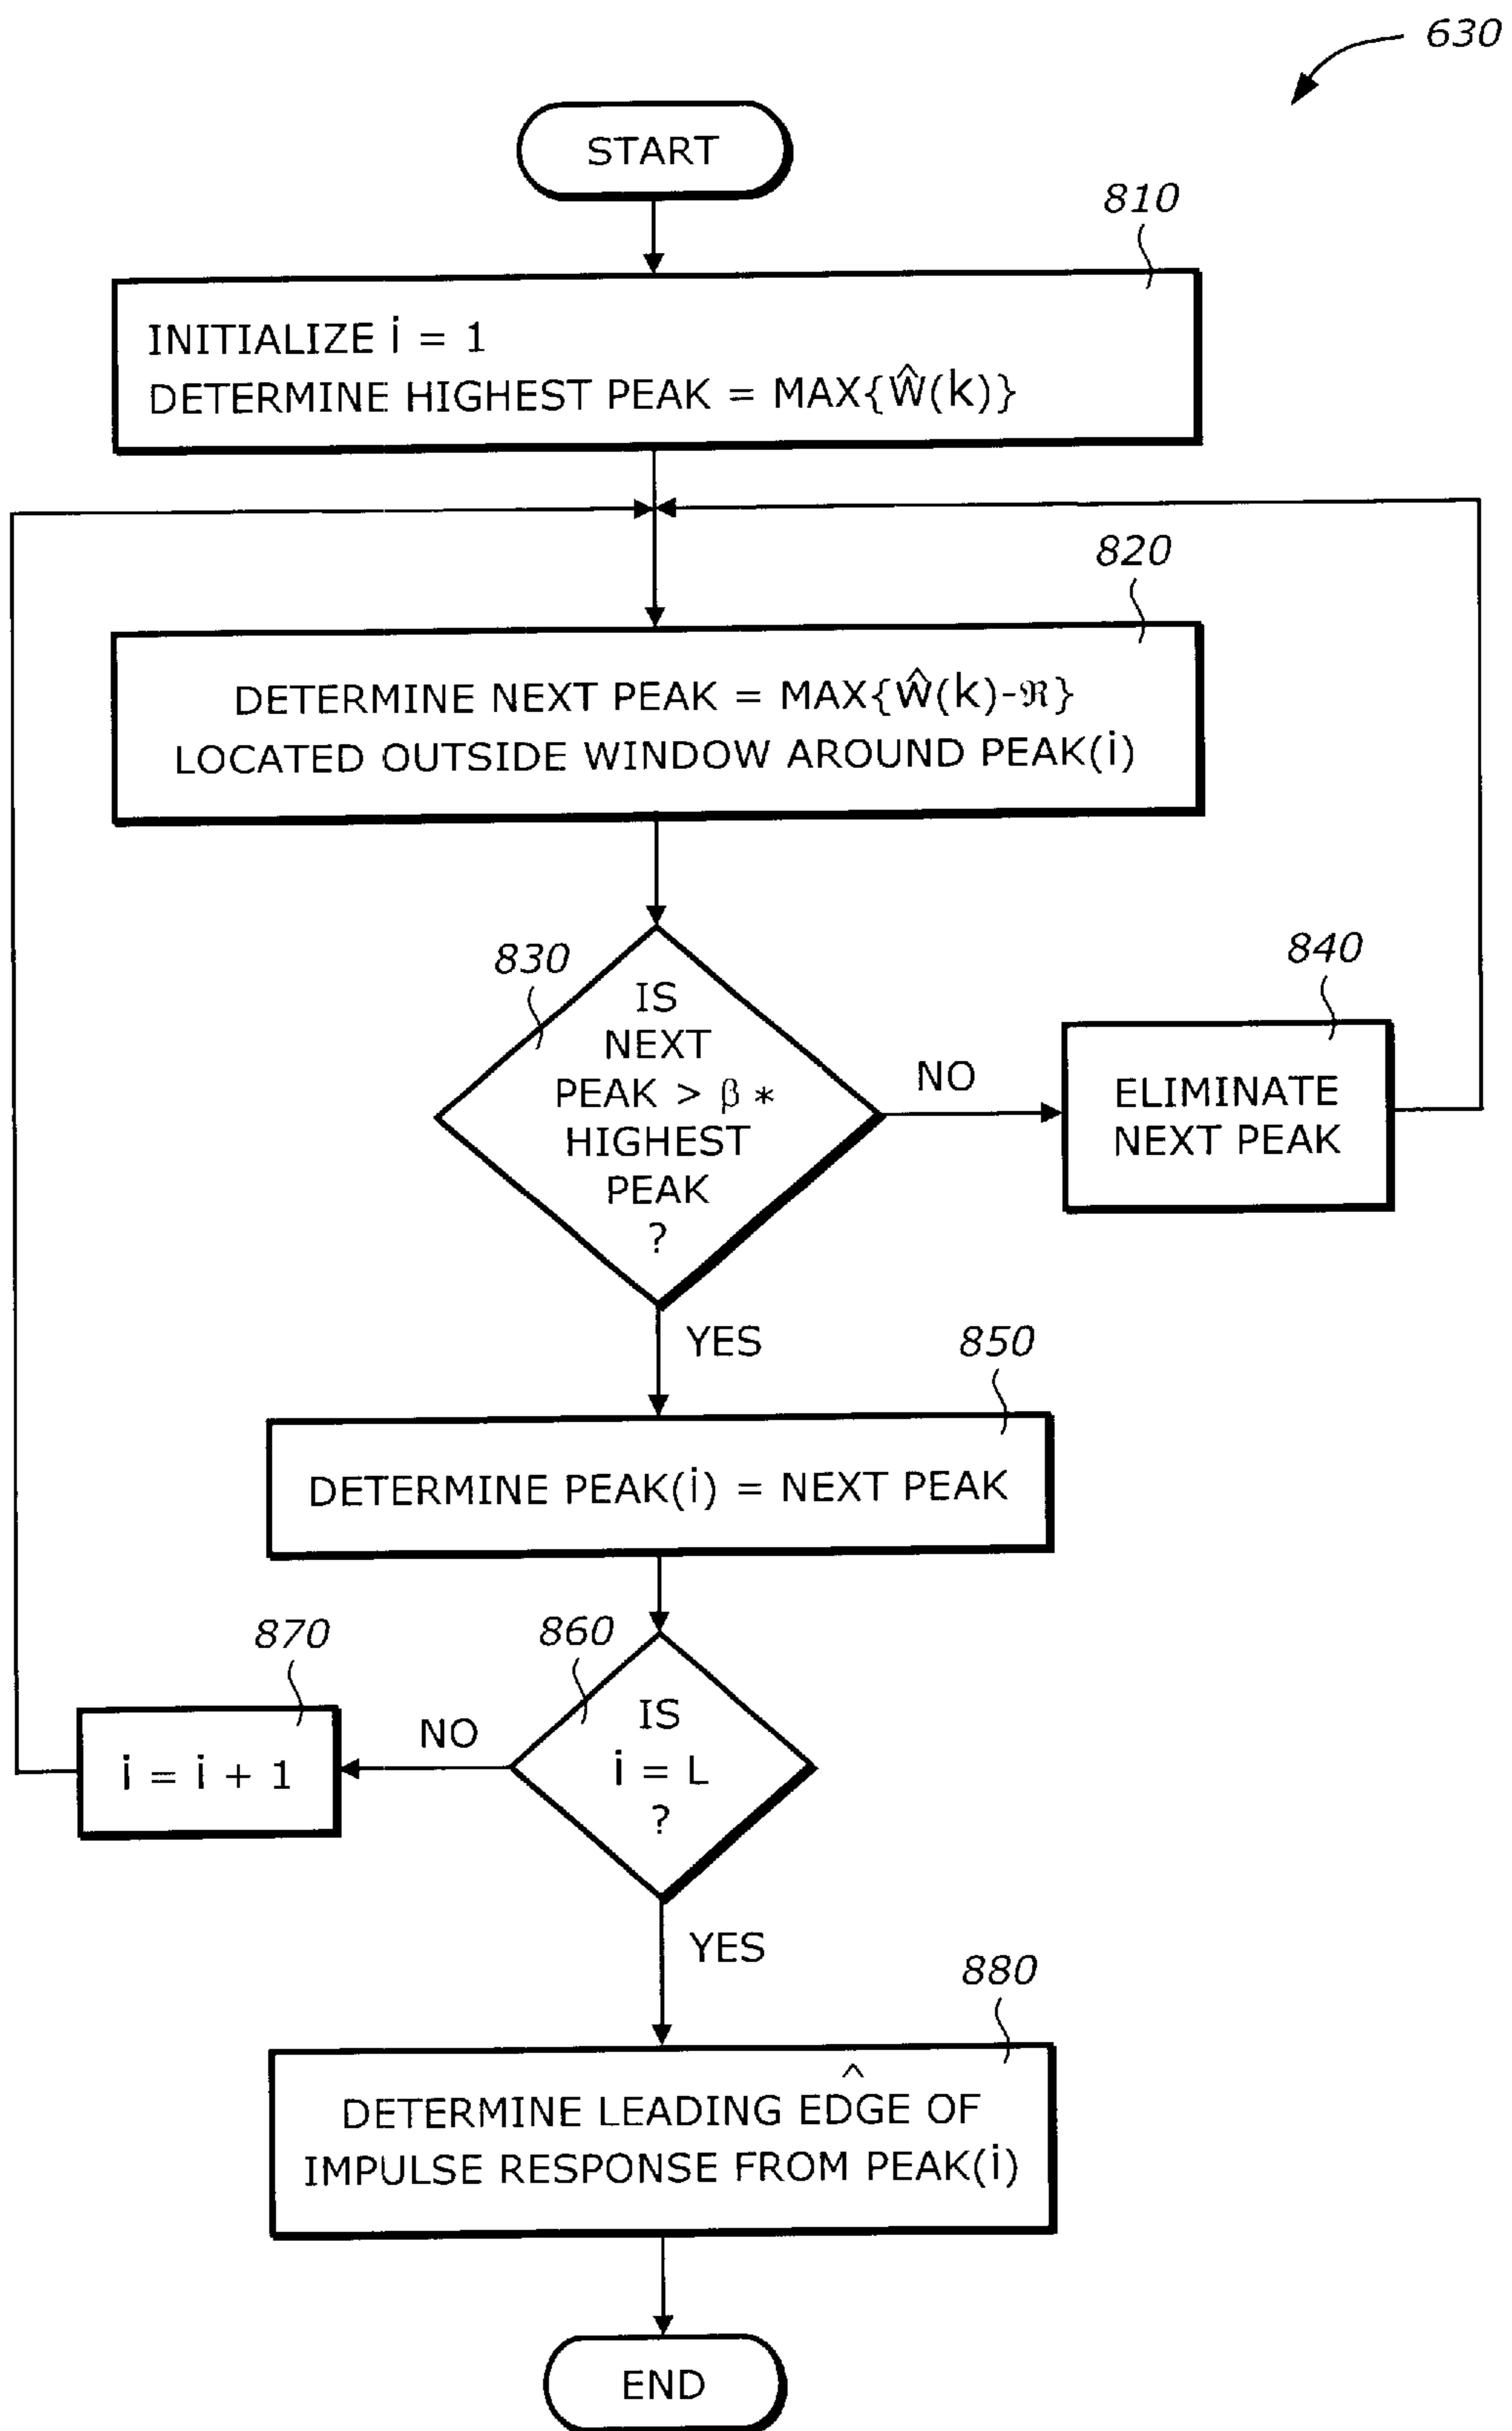 630
START
810
INITIALIZE i = 1
DETERMINE HIGHEST PEAK = MAX{Ŵ(k)}
820
DETERMINE NEXT PEAK = MAX{Ŵ(k)-ℜ}
LOCATED OUTSIDE WINDOW AROUND PEAK(i)
830
IS
NEXT
PEAK > β *
HIGHEST
PEAK
?
NO
840
ELIMINATE
NEXT PEAK
YES
850
DETERMINE PEAK(i) = NEXT PEAK
860
IS
i = L
?
NO
870
i = i + 1
YES
880
^
DETERMINE LEADING EDGE OF
IMPULSE RESPONSE FROM PEAK(i)
END